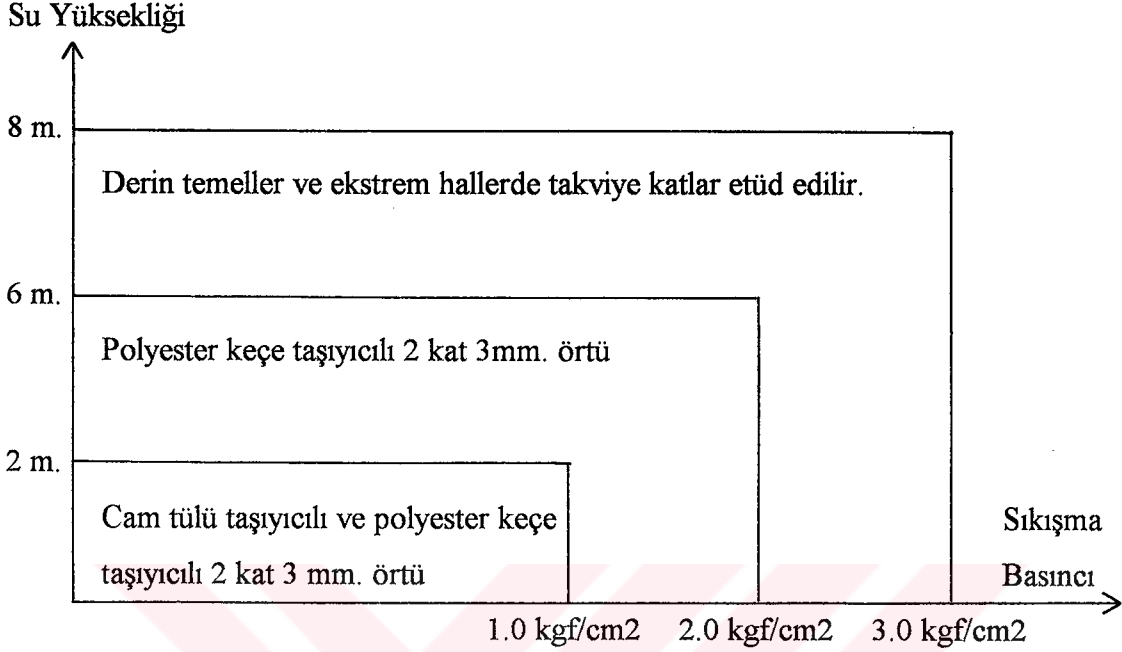 Su Yüksekliği
8 m.
Derin temeller ve ekstrem hallerde takviye katlar etüd edilir.
6 m.
Polyester keçe taşıyıcılı 2 kat 3mm. örtü
2 m.
Cam tülü taşıyıcılı ve polyester keçe
taşıyıcılı 2 kat 3 mm. örtü
Sıkışma
Basıncı
1.0 kgf/cm2 2.0 kgf/cm2 3.0 kgf/cm2